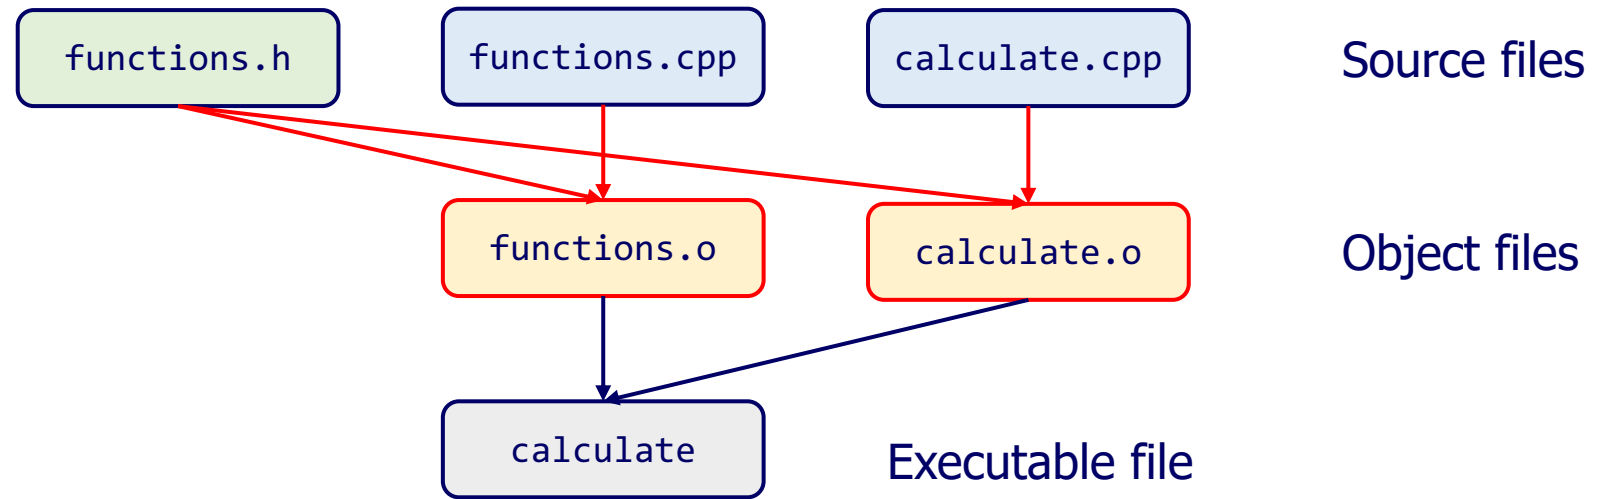 functions.h
functions.cpp
calculate.cpp
Source files
functions.o
calculate.o
Object files
calculate
Executable file